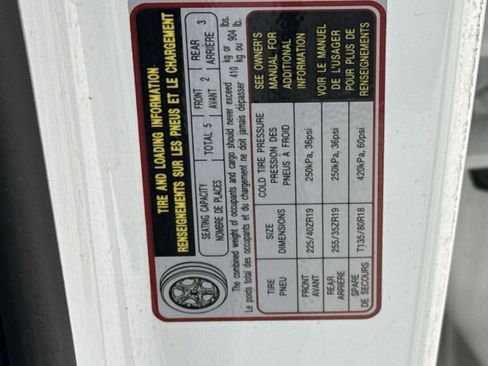 TIRE AND LOADING INFORMATION
RENSEIGNEMENTS SUR LES PNEUS ET LE CHARGEMENT
SEATING CAPACITY
NOMBRE DE PLACES
TOTAL 5
FRONT
AVANT
2
REAR
ARRIÈRE
3
The combined weight of occupants and cargo should never exceed
Le poids total des occupants et du chargement ne doit jamais dépasser
410 kg or 904 lbs.
kg ou lb.
TIRE
PNEU
SIZE
DIMENSIONS
COLD TIRE PRESSURE
PRESSION DES
PNEUS À FROID
FRONT
AVANT
225/40ZR19
250kPa, 36psi
REAR
ARRIÈRE
255/35ZR19
250kPa, 36psi
SPARE
DE SECOURS
T135/80R18
420kPa, 60psi
SEE OWNER'S
MANUAL FOR
ADDITIONAL
INFORMATION
VOIR LE MANUEL
DE L'USAGER
POUR PLUS DE
RENSEIGNEMENTS